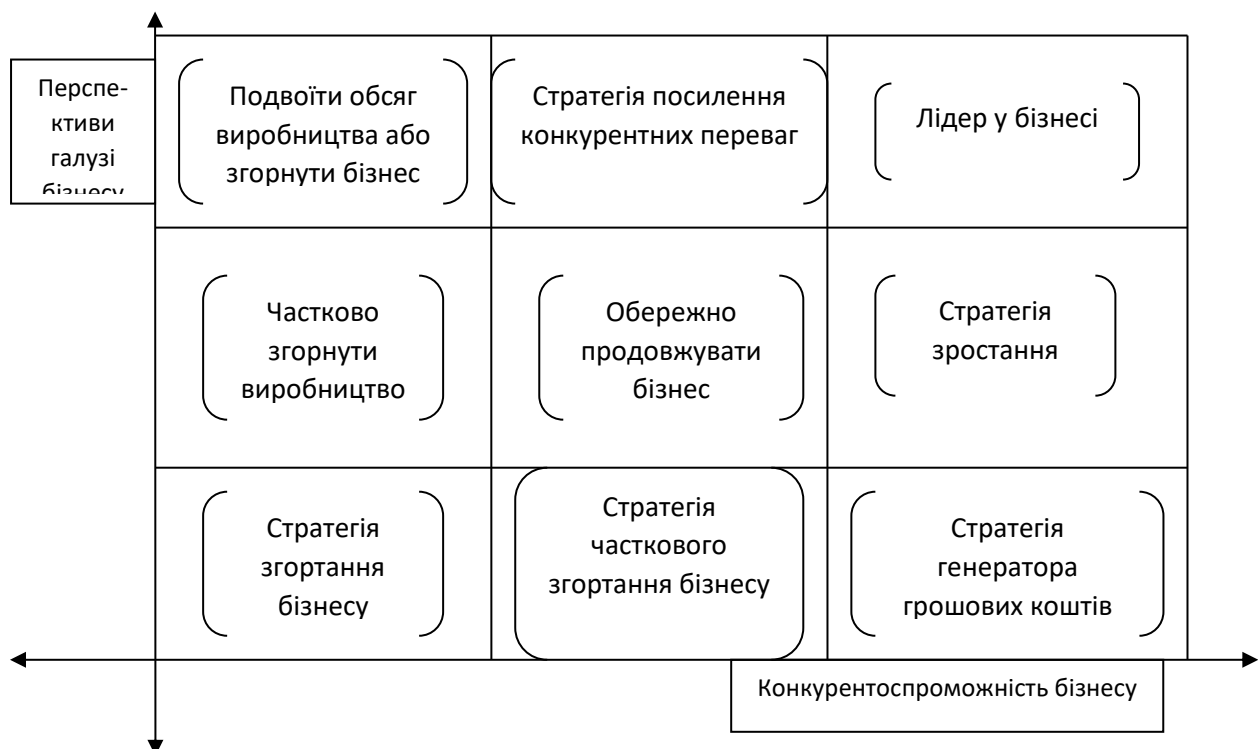 Перспе-
ктиви
галузі
бізнесу
Подвоїти обсяг
виробництва або
згорнути бізнес
Стратегія посилення
конкурентних переваг
Лідер у бізнесі
Частково
згорнути
виробництво
Обережно
продовжувати
бізнес
Стратегія
зростання
Стратегія
згортання
бізнесу
Стратегія
часткового
згортання бізнесу
Стратегія
генератора
грошових коштів
Конкурентоспроможність бізнесу